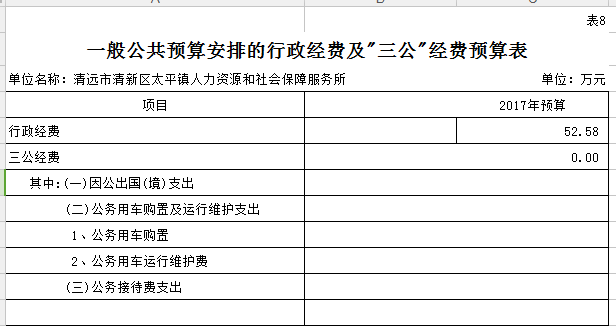 表8
一般公共预算安排的行政经费及"三公"经费预算表
单位名称：清远市清新区太平镇人力资源和社会保障服务所 单位：万元
项目 2017年预算
行政经费 52.58
三公经费 0.00
其中:(一)因公出国(境)支出
(二)公务用车购置及运行维护支出
1、公务用车购置
2、公务用车运行维护费
(三)公务接待费支出